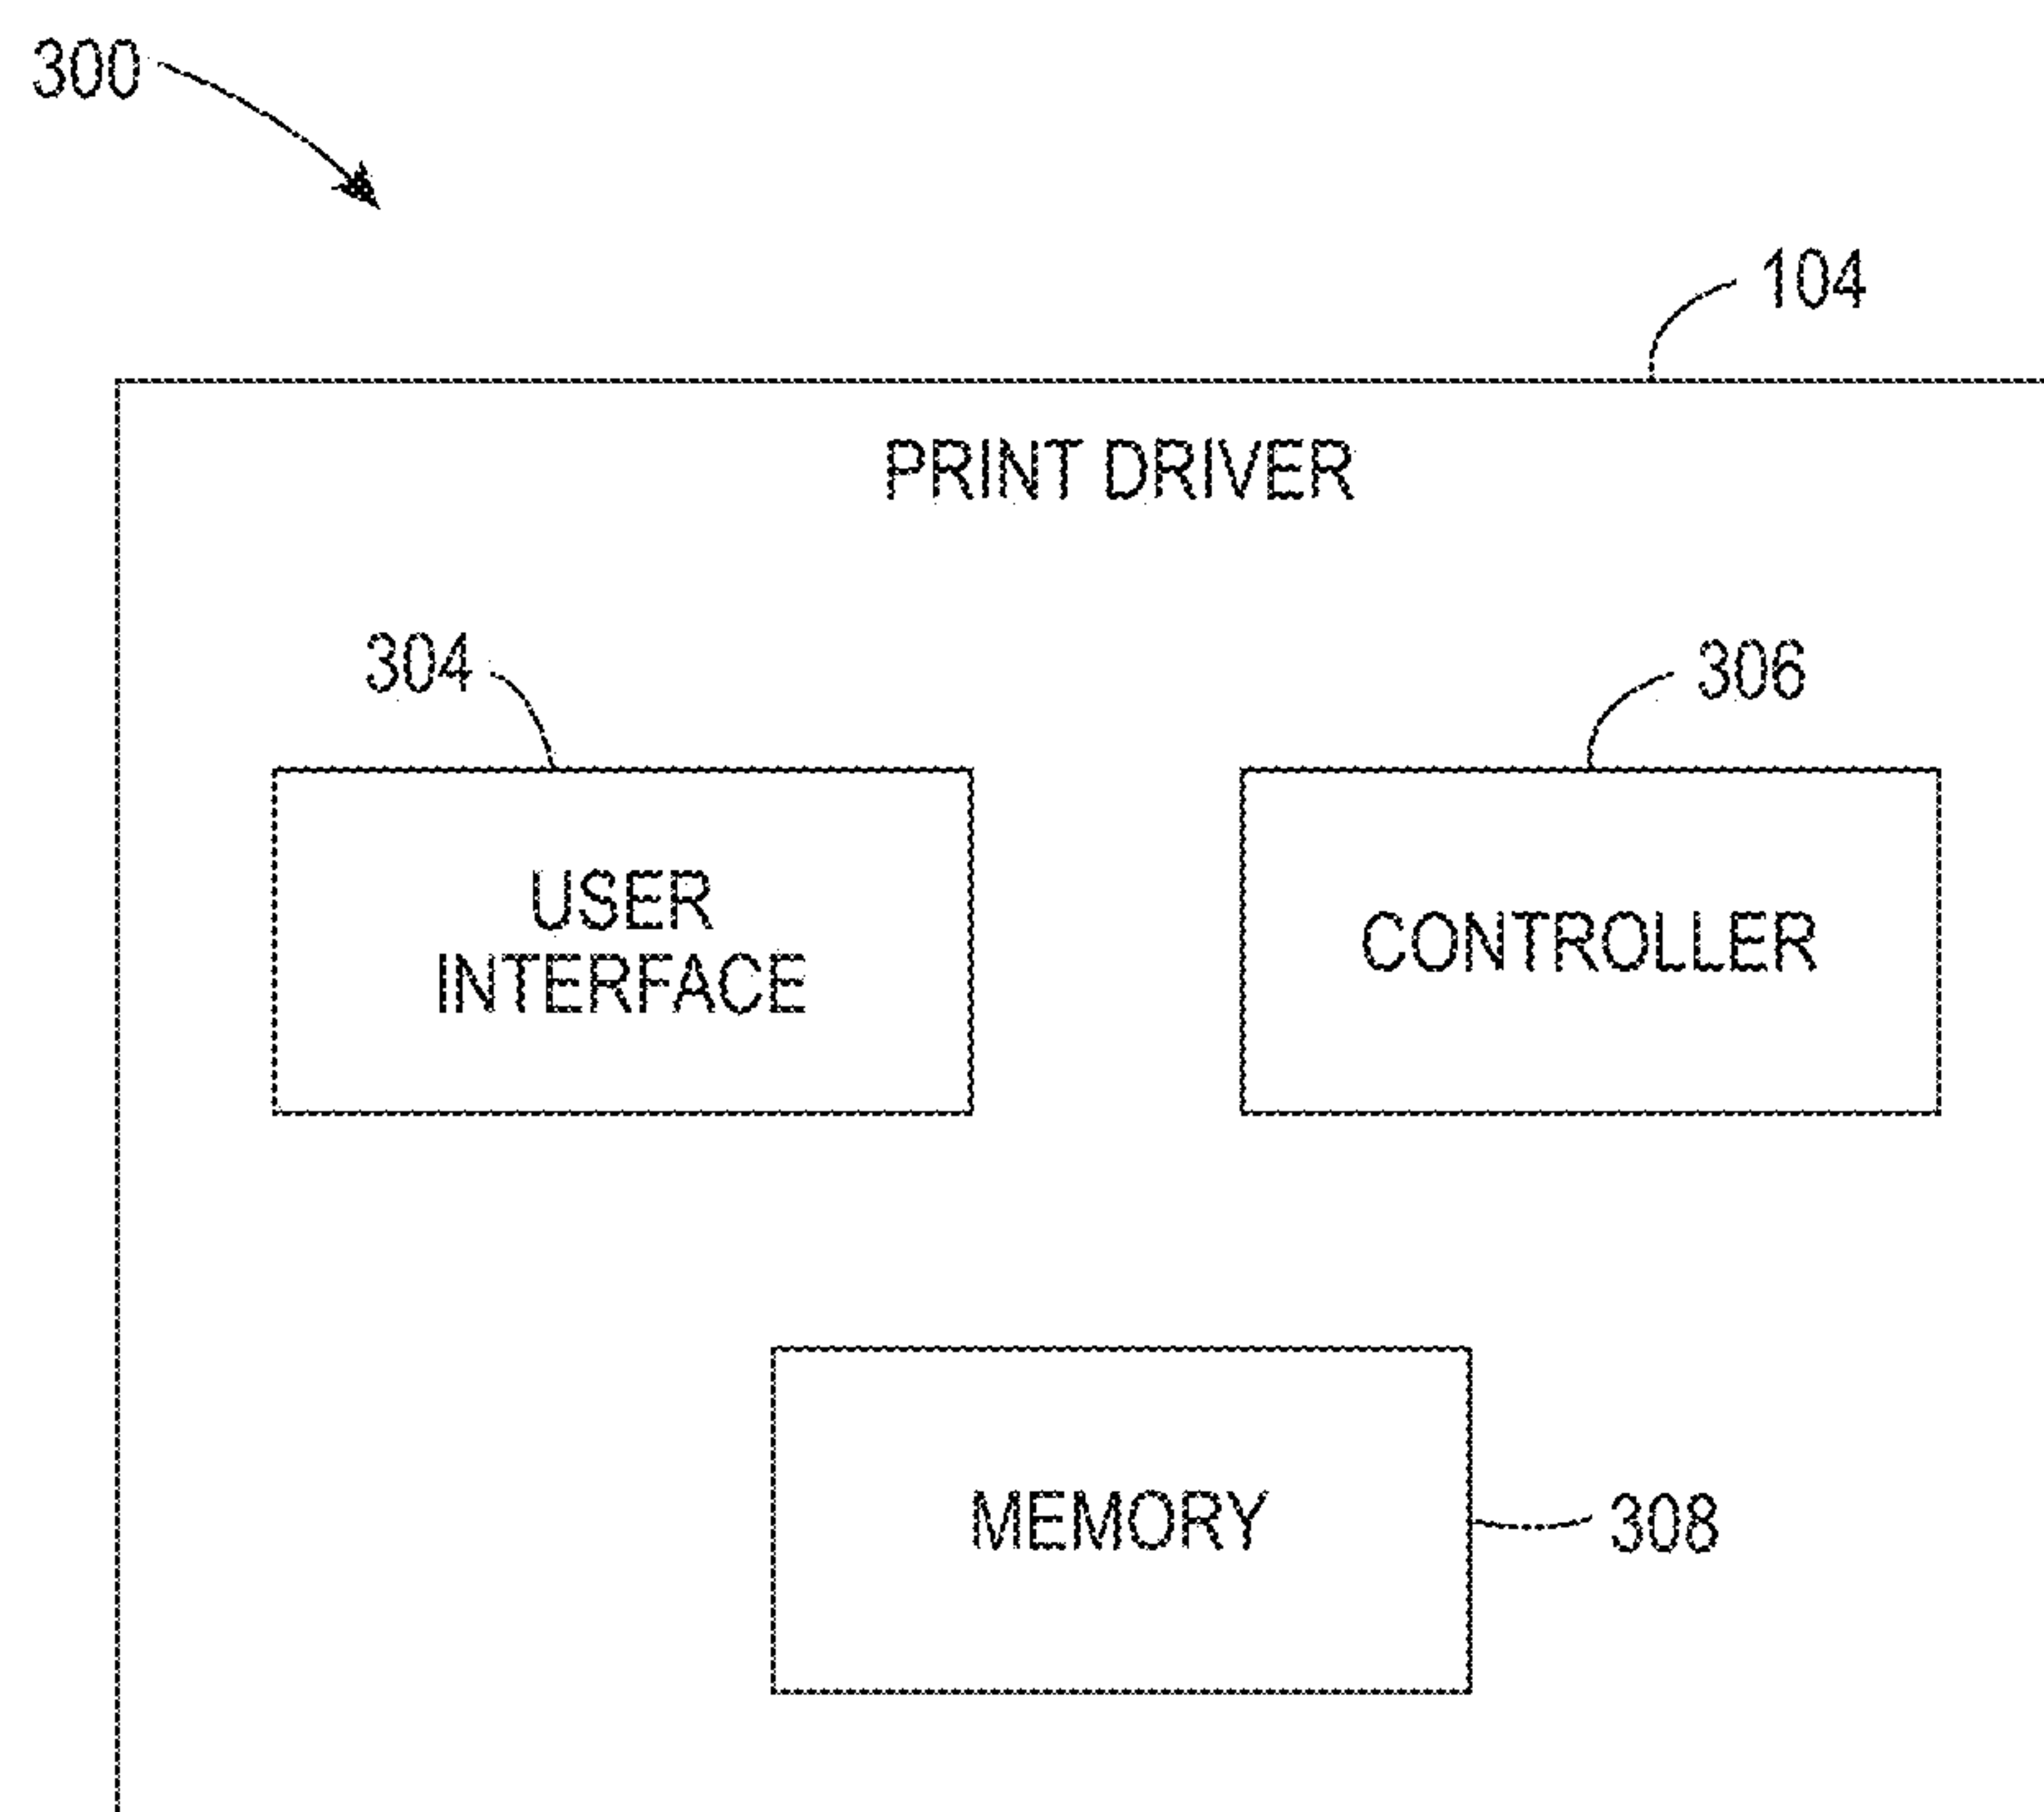 300
104
PRINT DRIVER
304
306
USER
INTERFACE
CONTROLLER
MEMORY
308